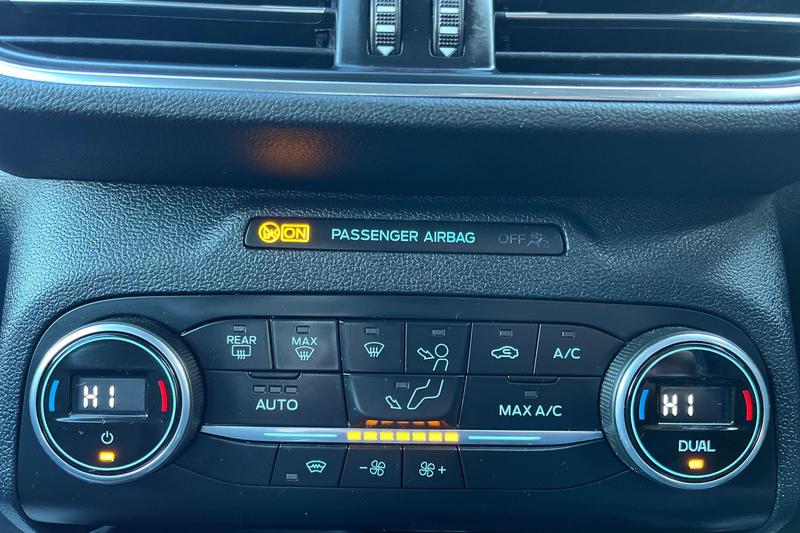 ON PASSENGER AIRBAG OFF
REAR MAX A/C
HI HI
AUTO MAX A/C
DUAL
- +